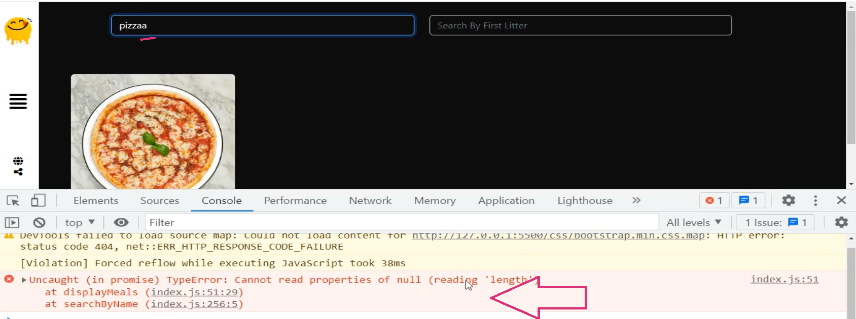 pizzaa
Search By First Litter
Elements Sources Console Performance Network Memory Application Lighthouse » 1 1
top Filter All levels 1 Issue: 1
DevTools failed to load source map: Could not load content for http://127.0.0.1:5500/css/bootstrap.min.css.map: HTTP error:
status code 404, net::ERR_HTTP_RESPONSE_CODE_FAILURE
[Violation] Forced reflow while executing JavaScript took 38ms
Uncaught (in promise) TypeError: Cannot read properties of null (reading 'length') index.js:51
at displayMeals (index.js:51:29)
at searchByName (index.js:256:5)